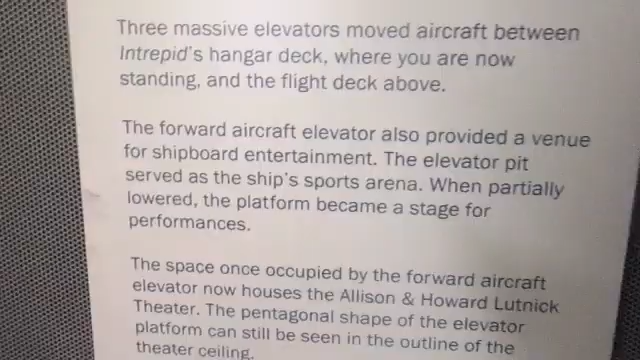 Three massive elevators moved aircraft between
Intrepid's hangar deck, where you are now
standing, and the flight deck above.
The forward aircraft elevator also provided a venue
for shipboard entertainment. The elevator pit
served as the ship's sports arena. When partially
lowered, the platform became a stage for
performances.
The space once occupied by the forward aircraft
elevator now houses the Allison & Howard Lutnick
Theater. The pentagonal shape of the elevator
platform can still be seen in the outline of the
theater ceiling.